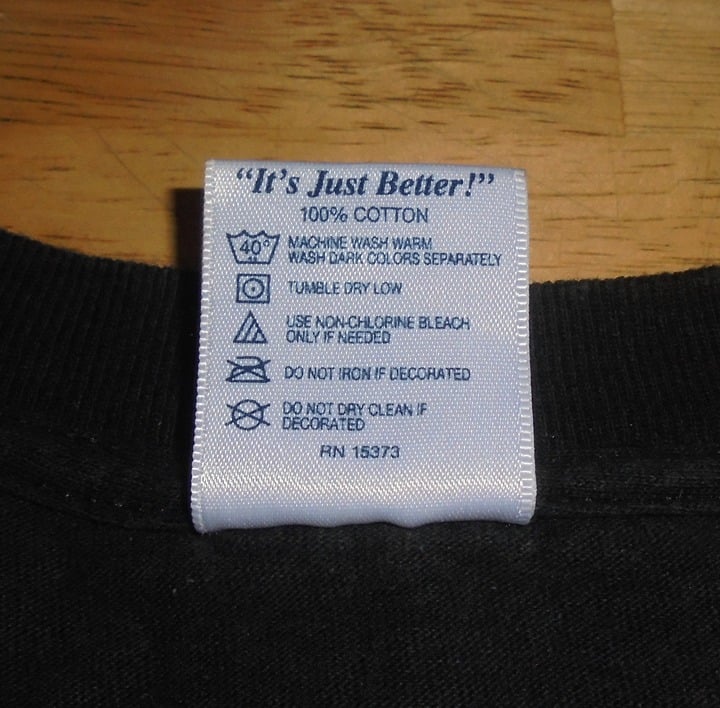 “It’s Just Better!”
100% COTTON
40°
MACHINE WASH WARM
WASH DARK COLORS SEPARATELY
TUMBLE DRY LOW
USE NON-CHLORINE BLEACH
ONLY IF NEEDED
DO NOT IRON IF DECORATED
DO NOT DRY CLEAN IF
DECORATED
RN 15373